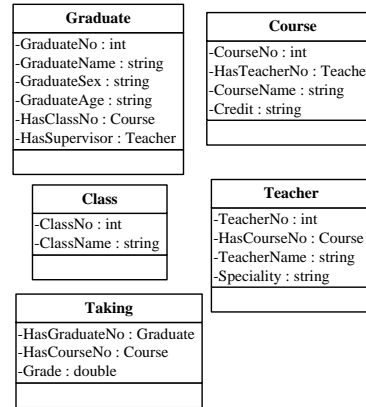 Graduate
-GraduateNo : int
-GraduateName : string
-GraduateSex : string
-GraduateAge : string
-HasClassNo : Course
-HasSupervisor : Teacher
Course
-CourseNo : int
-HasTeacherNo : Teache
-CourseName : string
-Credit : string
Class
-ClassNo : int
-ClassName : string
Teacher
-TeacherNo : int
-HasCourseNo : Course
-TeacherName : string
-Speciality : string
Taking
-HasGraduateNo : Graduate
-HasCourseNo : Course
-Grade : double